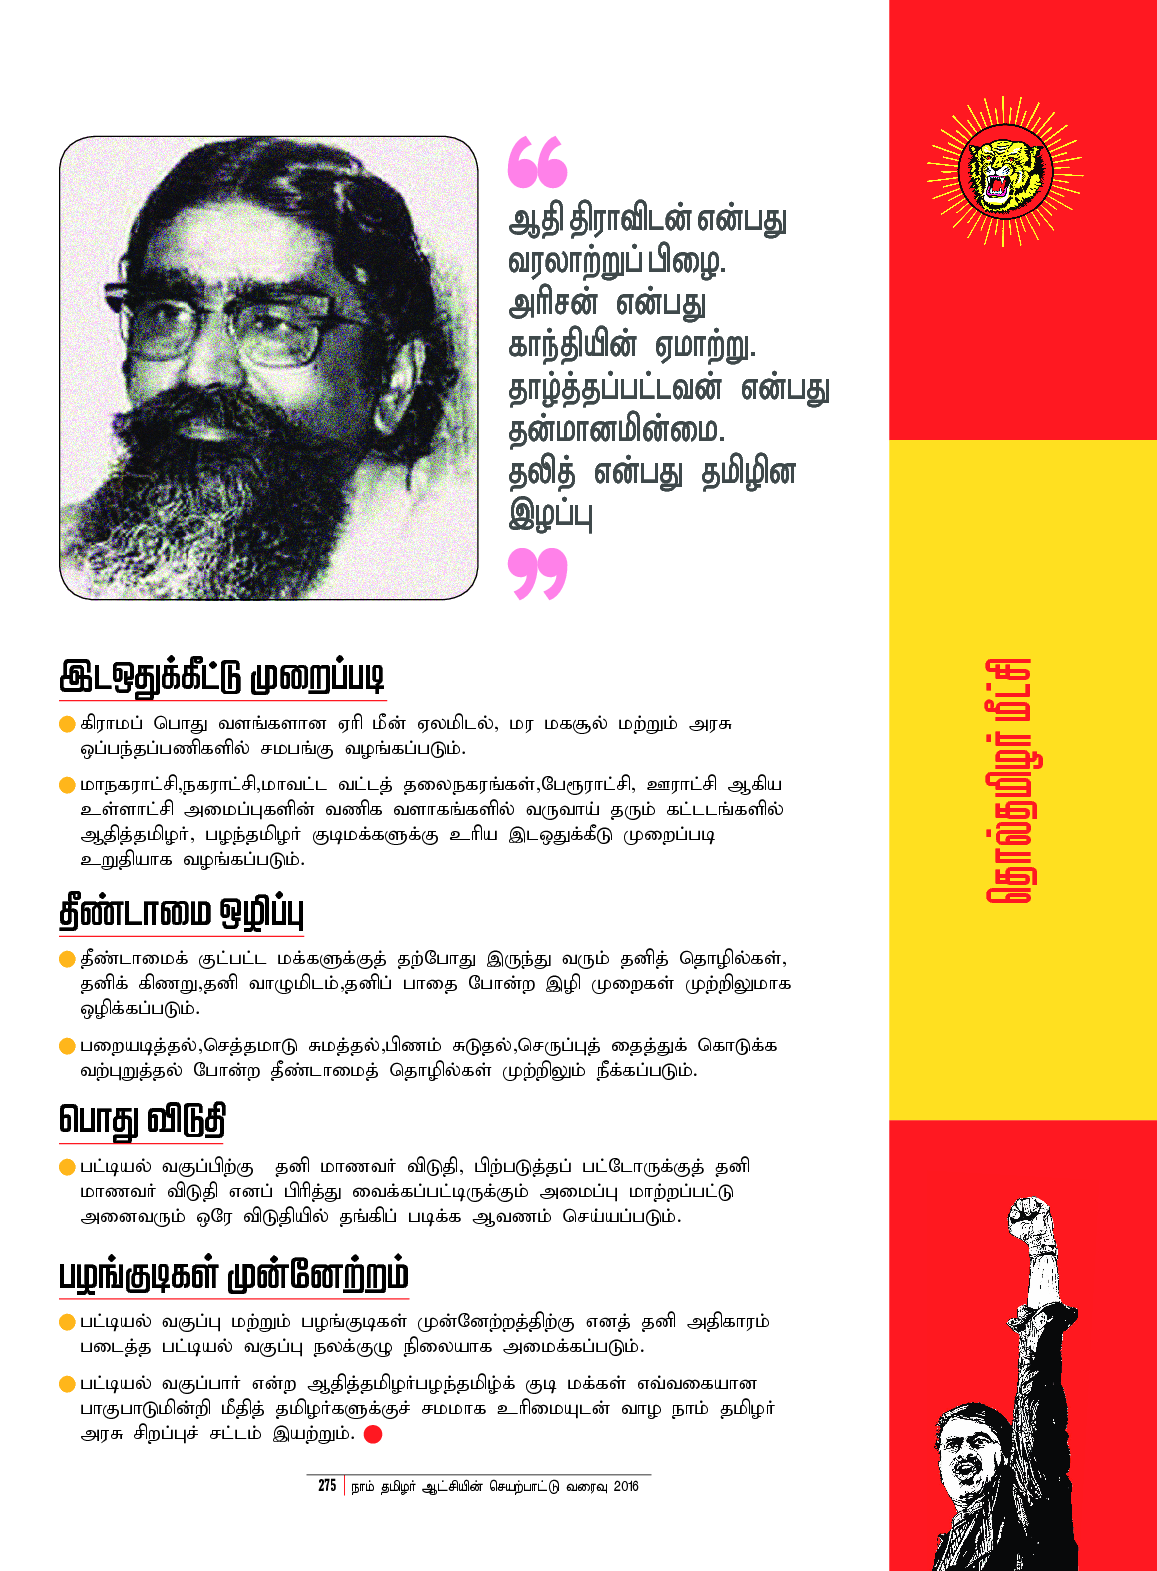 ஆதி திராவிடன் என்பது
வரலாற்றுப் பிழை.
அரிசன் என்பது
காந்தியின் ஏமாற்று.
தாழ்த்தப்பட்டவன் என்பது
தன்மானமின்மை.
தலித் என்பது தமிழின
இழப்பு
இடஒதுக்கீட்டு முறைப்படி
கிராமப் பொது வளங்களான ஏரி மீன் ஏலமிடல், மர மகசூல் மற்றும் அரசு
ஒப்பந்தப்பணிகளில் சமபங்கு வழங்கப்படும்.
மாநகராட்சி,நகராட்சி,மாவட்ட வட்டத் தலைநகரங்கள்,பேரூராட்சி, ஊராட்சி ஆகிய
உள்ளாட்சி அமைப்புகளின் வணிக வளாகங்களில் வருவாய் தரும் கட்டடங்களில்
ஆதித்தமிழர், பழந்தமிழர் குடிமக்களுக்கு உரிய இடஒதுக்கீடு முறைப்படி
உறுதியாக வழங்கப்படும்.
தீண்டாமை ஒழிப்பு
தீண்டாமைக் குட்பட்ட மக்களுக்குத் தற்போது இருந்து வரும் தனித் தொழில்கள்,
தனிக் கிணறு,தனி வாழுமிடம்,தனிப் பாதை போன்ற இழி முறைகள் முற்றிலுமாக
ஒழிக்கப்படும்.
பறையடித்தல்,செத்தமாடு சுமத்தல்,பிணம் சுடுதல்,செருப்புத் தைத்துக் கொடுக்க
வற்புறுத்தல் போன்ற தீண்டாமைத் தொழில்கள் முற்றிலும் நீக்கப்படும்.
பொது விடுதி
பட்டியல் வகுப்பிற்கு தனி மாணவர் விடுதி, பிற்படுத்தப் பட்டோருக்குத் தனி
மாணவர் விடுதி எனப் பிரித்து வைக்கப்பட்டிருக்கும் அமைப்பு மாற்றப்பட்டு
அனைவரும் ஒரே விடுதியில் தங்கிப் படிக்க ஆவணம் செய்யப்படும்.
பழங்குடிகள் முன்னேற்றம்
பட்டியல் வகுப்பு மற்றும் பழங்குடிகள் முன்னேற்றத்திற்கு எனத் தனி அதிகாரம்
படைத்த பட்டியல் வகுப்பு நலக்குழு நிலையாக அமைக்கப்படும்.
பட்டியல் வகுப்பார் என்ற ஆதித்தமிழர்பழந்தமிழ்க் குடி மக்கள் எவ்வகையான
பாகுபாடுமின்றி மீதித் தமிழர்களுக்குச் சமமாக உரிமையுடன் வாழ நாம் தமிழர்
அரசு சிறப்புச் சட்டம் இயற்றும்.
275 நாம் தமிழர் ஆட்சியின் செயற்பாட்டு வரைவு 2016
தொல்தமிழர் மீட்சி